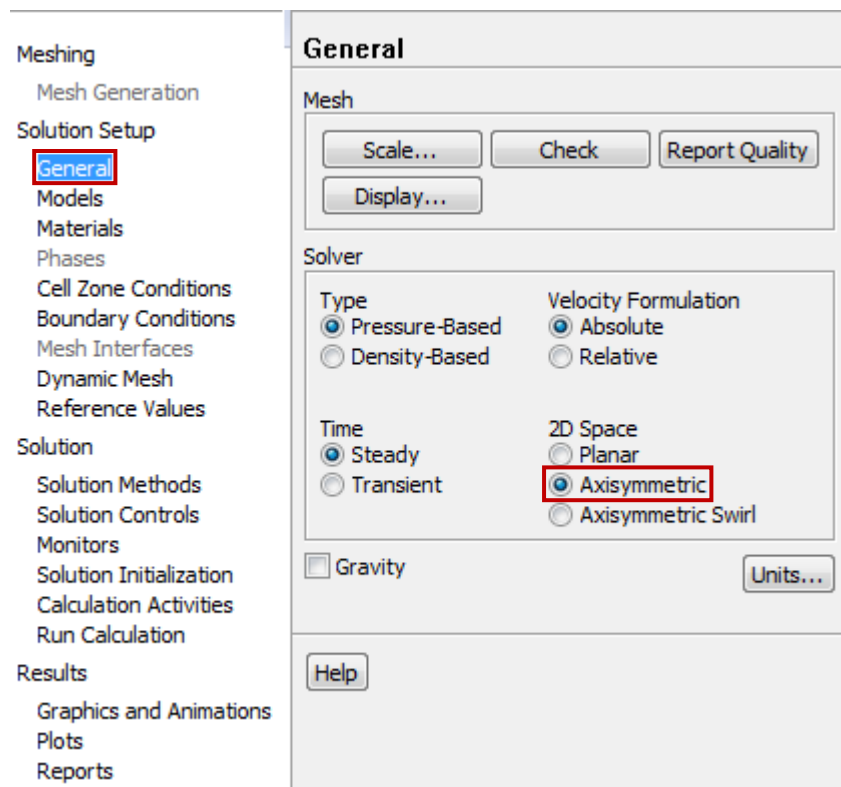 Meshing
Mesh Generation
Solution Setup
General
Models
Materials
Phases
Cell Zone Conditions
Boundary Conditions
Mesh Interfaces
Dynamic Mesh
Reference Values
Solution
Solution Methods
Solution Controls
Monitors
Solution Initialization
Calculation Activities
Run Calculation
Results
Graphics and Animations
Plots
Reports
General
Mesh
Scale... Check Report Quality
Display...
Solver
Type
Pressure-Based
Density-Based
Velocity Formulation
Absolute
Relative
Time
Steady
Transient
2D Space
Planar
Axisymmetric
Axisymmetric Swirl
Gravity
Units...
Help